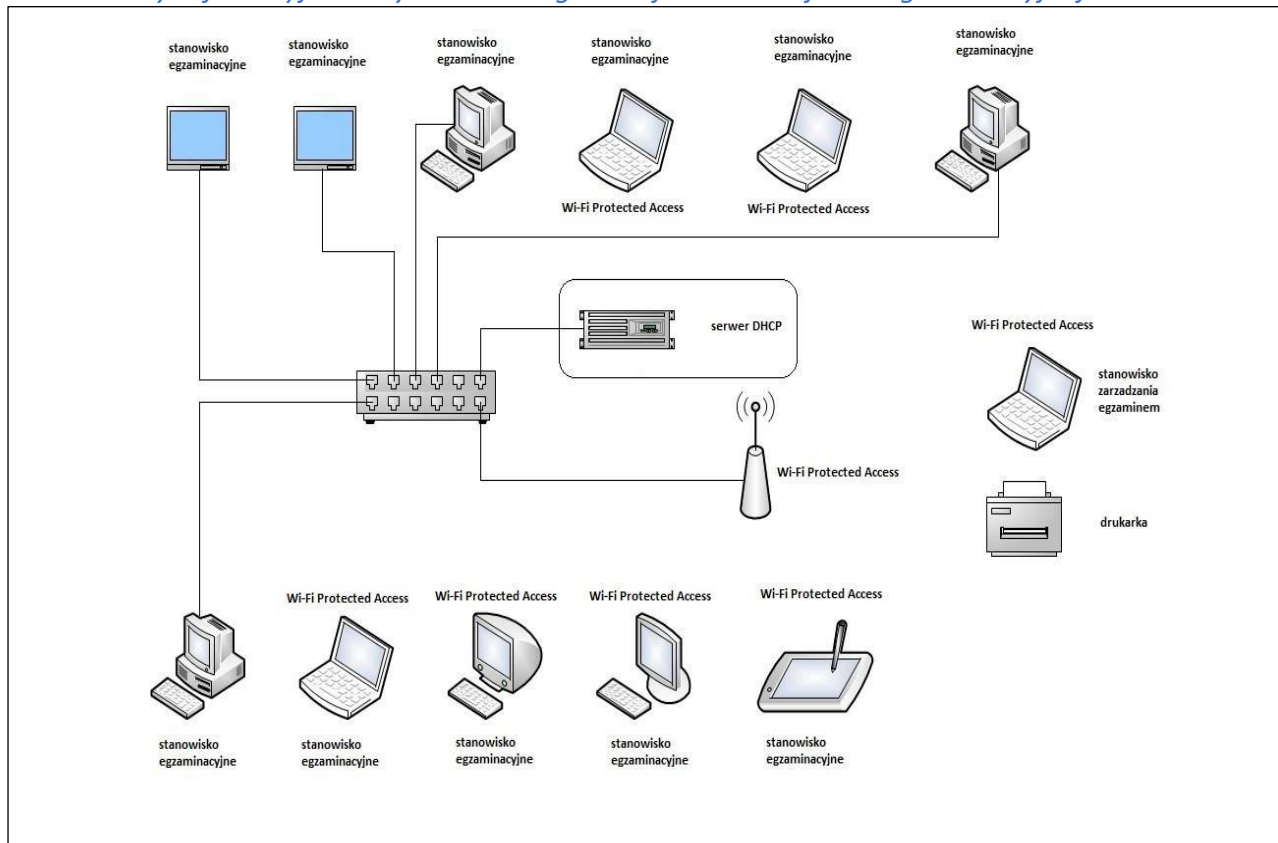 stanowisko
egzaminacyjne
stanowisko
egzaminacyjne
stanowisko
egzaminacyjne
stanowisko
egzaminacyjne
stanowisko
egzaminacyjne
stanowisko
egzaminacyjne
Wi-Fi Protected Access
Wi-Fi Protected Access
serwer DHCP
Wi-Fi Protected Access
stanowisko
zarzadzania
egzaminem
Wi-Fi Protected Access
drukarka
Wi-Fi Protected Access
Wi-Fi Protected Access
Wi-Fi Protected Access
Wi-Fi Protected Access
stanowisko
egzaminacyjne
stanowisko
egzaminacyjne
stanowisko
egzaminacyjne
stanowisko
egzaminacyjne
stanowisko
egzaminacyjne